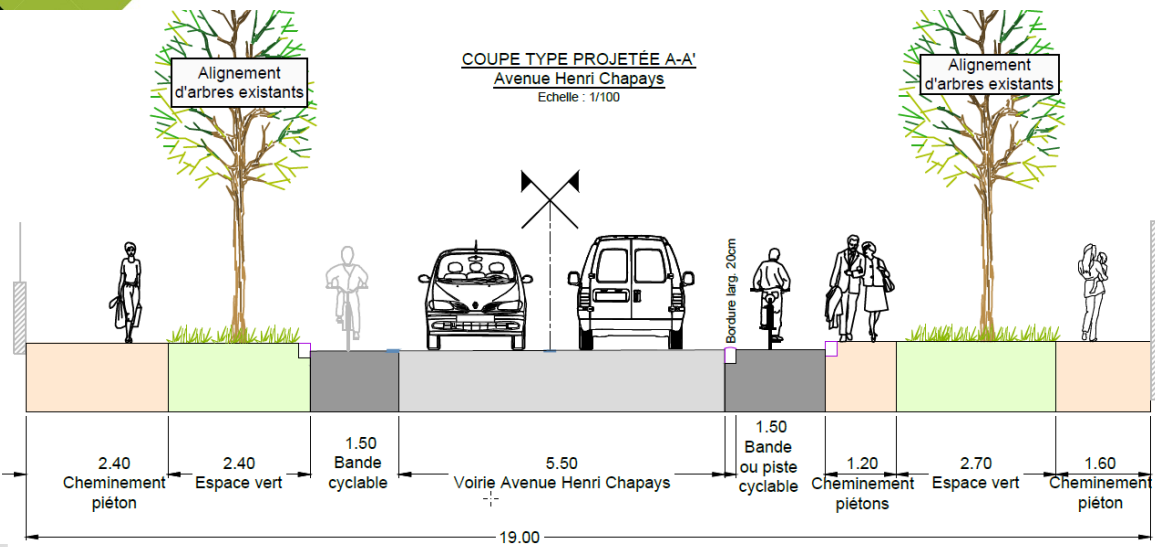 COUPE TYPE PROJETÉE A-A'
Avenue Henri Chapays
Echelle : 1/100
Alignement
d'arbres existants
Alignement
d'arbres existants
Bordure larg. 20cm
2.40
Cheminement
piéton
2.40
Espace vert
1.50
Bande
cyclable
5.50
Voirie Avenue Henri Chapays
1.50
Bande
ou piste
cyclable
1.20
Cheminement
piétons
2.70
Espace vert
1.60
Cheminement
piéton
19.00